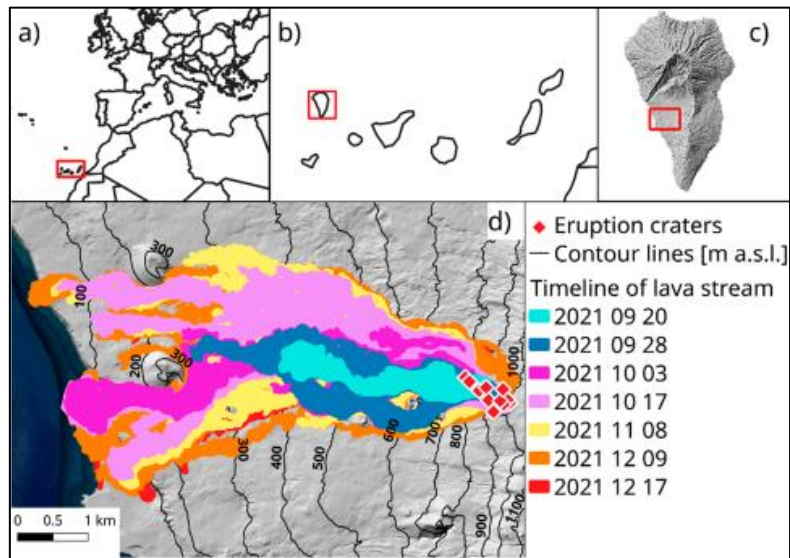 a)
b)
c)
d)
Eruption craters
Contour lines [m a.s.l.]
Timeline of lava stream
2021 09 20
2021 09 28
2021 10 03
2021 10 17
2021 11 08
2021 12 09
2021 12 17
300
100
200
300
1000
300
400
500
600
700
800
900
1100
0 0.5 1 km